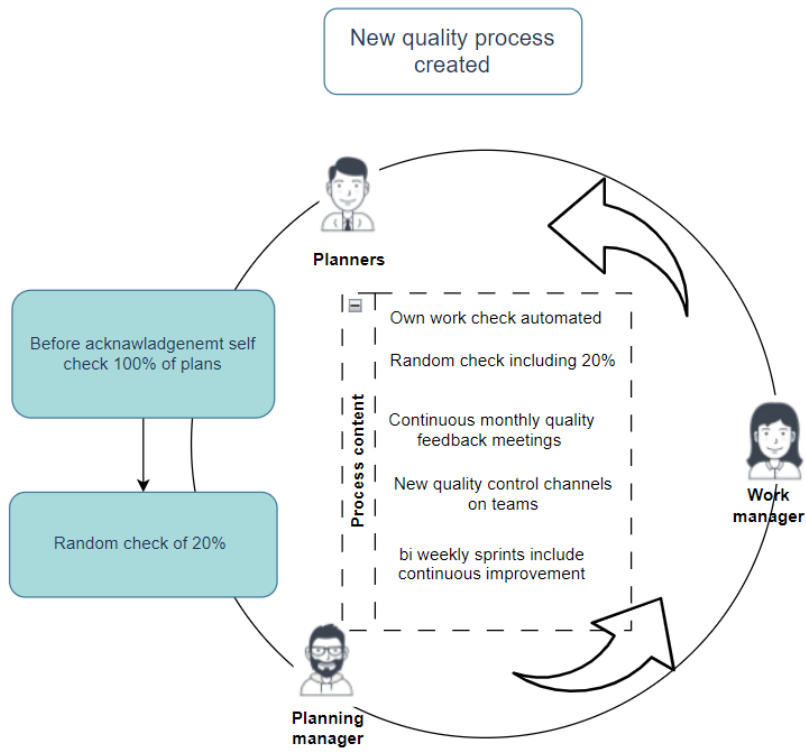 New quality process
created
Planners
Before acknawladgenemt self
check 100% of plans
Random check of 20%
Process content
Own work check automated
Random check including 20%
Continuous monthly quality
feedback meetings
New quality control channels
on teams
bi weekly sprints include
continuous improvement
Work
manager
Planning
manager